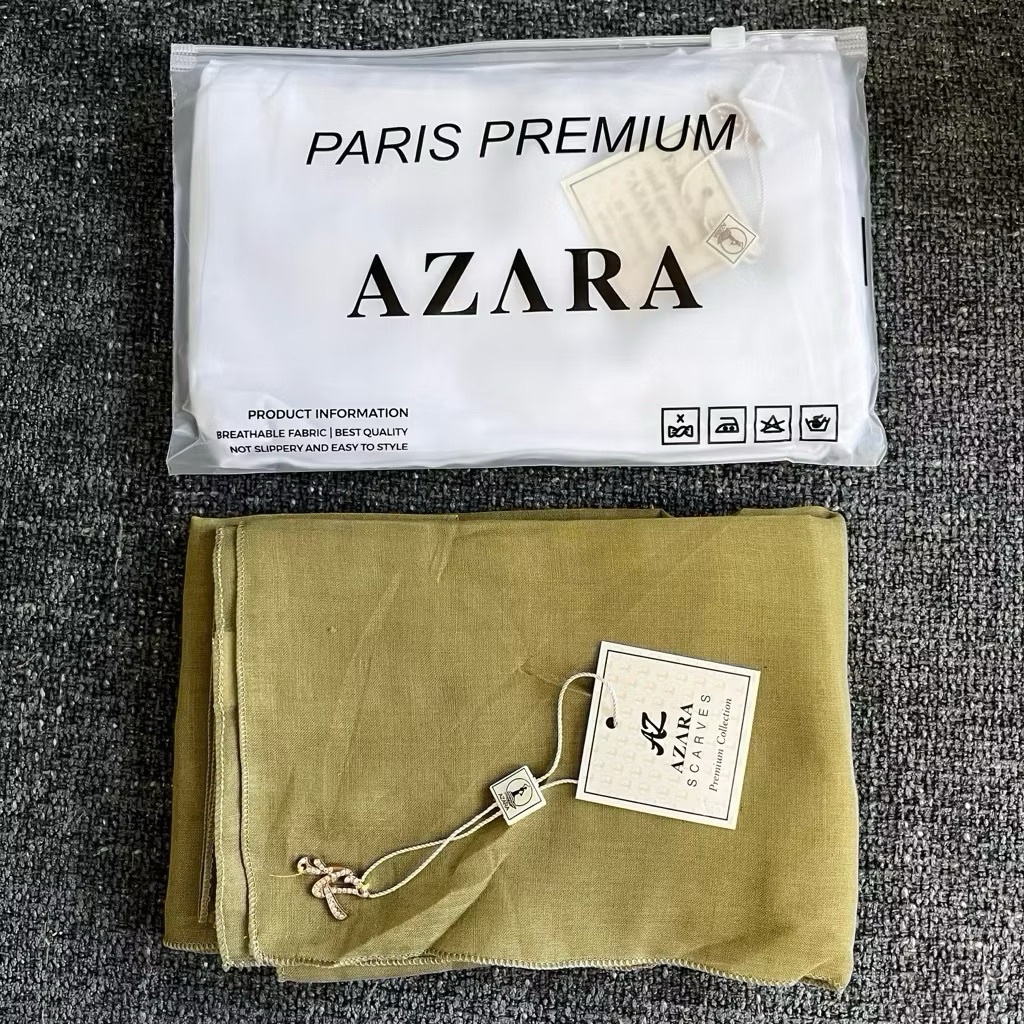 PARIS PREMIUM
AZARA
PRODUCT INFORMATION
BREATHABLE FABRIC | BEST QUALITY
NOT SLIPPERY AND EASY TO STYLE
AZ
AZARA
SCARVES
Premium Collection